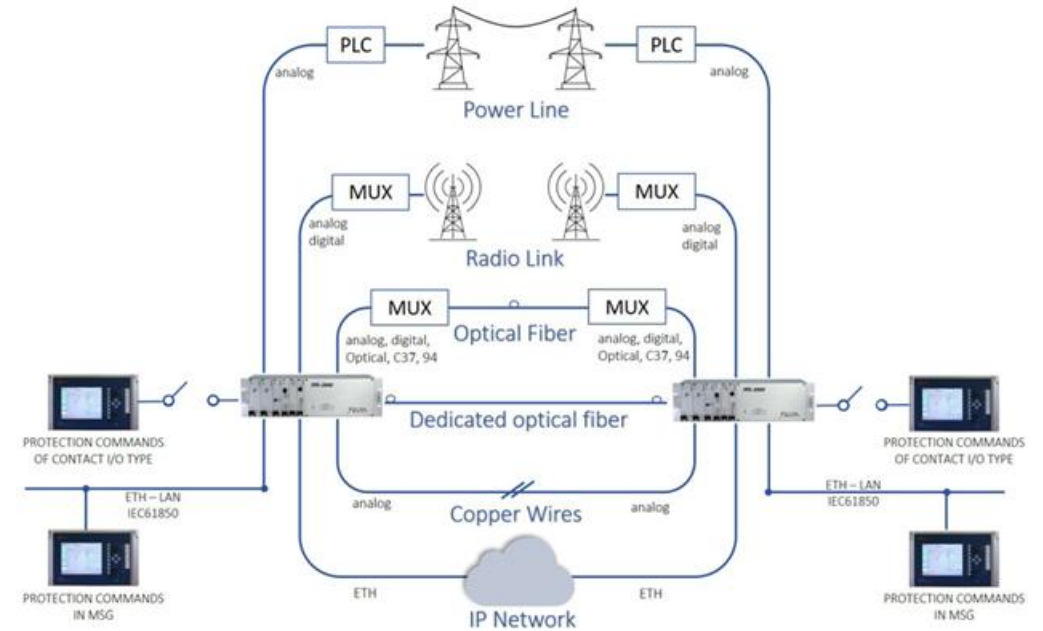 PLC
PLC
analog
analog
Power Line
MUX
MUX
analog
digital
analog
digital
Radio Link
MUX
MUX
Optical Fiber
analog, digital,
Optical, C37, 94
analog, digital,
Optical, C37, 94
Dedicated optical fiber
PROTECTION COMMANDS
OF CONTACT I/O TYPE
PROTECTION COMMANDS
OF CONTACT I/O TYPE
ETH – LAN
IEC61850
ETH – LAN
IEC61850
analog
analog
Copper Wires
ETH
ETH
IP Network
PROTECTION COMMANDS
IN MSG
PROTECTION COMMANDS
IN MSG